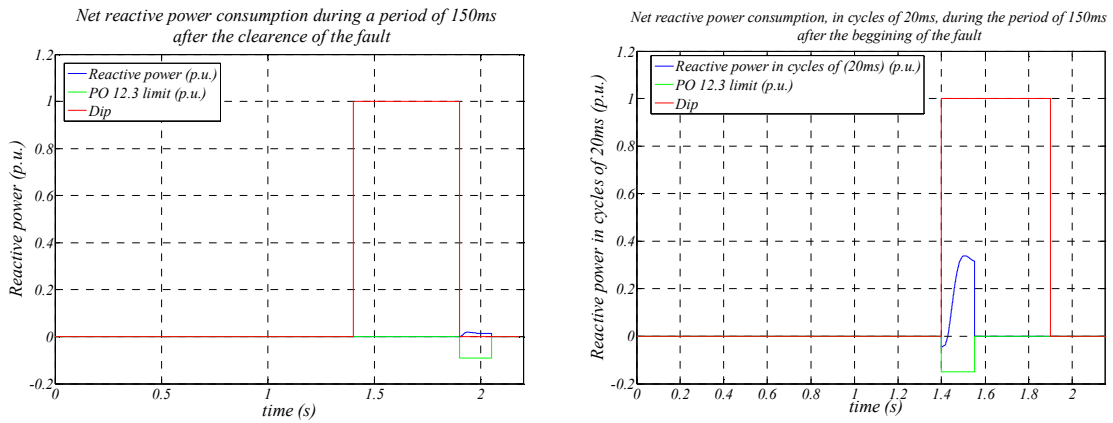 Net reactive power consumption during a period of 150ms
after the clearence of the fault
1.2
1
0.8
0.6
0.4
0.2
0
-0.2
Reactive power (p.u.)
Reactive power (p.u.)
PO 12.3 limit (p.u.)
Dip
0
0.5
1
1.5
2
time (s)
Net reactive power consumption, in cycles of 20ms, during the period of 150ms
after the beggining of the fault
1.2
1
0.8
0.6
0.4
0.2
0
-0.2
Reactive power in cycles of 20ms (p.u.)
Reactive power in cycles of (20ms) (p.u.)
PO 12.3 limit (p.u.)
Dip
0
0.2
0.4
0.6
0.8
1
1.2
1.4
1.6
1.8
2
time (s)